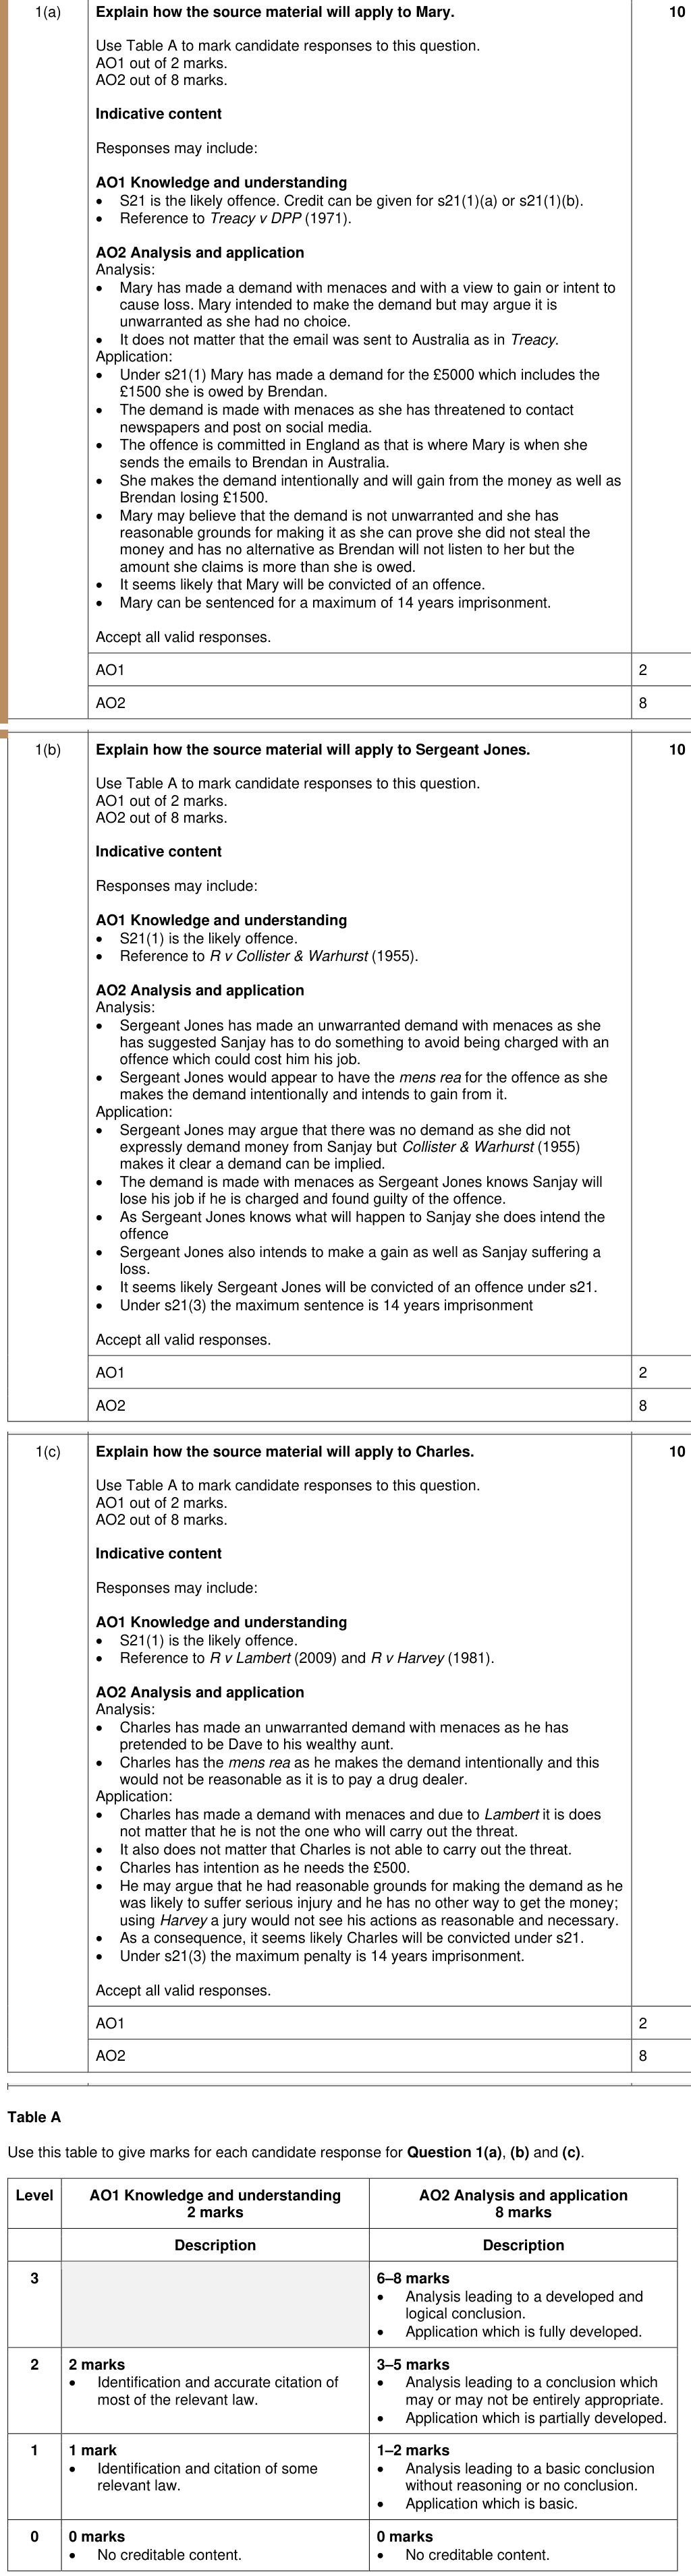 1(a)
Explain how the source material will apply to Mary.
10
Use Table A to mark candidate responses to this question.
AO1 out of 2 marks.
AO2 out of 8 marks.
Indicative content
Responses may include:
AO1 Knowledge and understanding
• S21 is the likely offence. Credit can be given for s21(1)(a) or s21(1)(b).
• Reference to Treacy v DPP (1971).
AO2 Analysis and application
Analysis:
• Mary has made a demand with menaces and with a view to gain or intent to
cause loss. Mary intended to make the demand but may argue it is
unwarranted as she had no choice.
• It does not matter that the email was sent to Australia as in Treacy.
Application:
• Under s21(1) Mary has made a demand for the £5000 which includes the
£1500 she is owed by Brendan.
• The demand is made with menaces as she has threatened to contact
newspapers and post on social media.
• The offence is committed in England as that is where Mary is when she
sends the emails to Brendan in Australia.
• She makes the demand intentionally and will gain from the money as well as
Brendan losing £1500.
• Mary may believe that the demand is not unwarranted and she has
reasonable grounds for making it as she can prove she did not steal the
money and has no alternative as Brendan will not listen to her but the
amount she claims is more than she is owed.
• It seems likely that Mary will be convicted of an offence.
• Mary can be sentenced for a maximum of 14 years imprisonment.
Accept all valid responses.
AO1
2
AO2
8
1(b)
Explain how the source material will apply to Sergeant Jones.
10
Use Table A to mark candidate responses to this question.
AO1 out of 2 marks.
AO2 out of 8 marks.
Indicative content
Responses may include:
AO1 Knowledge and understanding
• S21(1) is the likely offence.
• Reference to R v Collister & Warhurst (1955).
AO2 Analysis and application
Analysis:
• Sergeant Jones has made an unwarranted demand with menaces as she
has suggested Sanjay has to do something to avoid being charged with an
offence which could cost him his job.
• Sergeant Jones would appear to have the mens rea for the offence as she
makes the demand intentionally and intends to gain from it.
Application:
• Sergeant Jones may argue that there was no demand as she did not
expressly demand money from Sanjay but Collister & Warhurst (1955)
makes it clear a demand can be implied.
• The demand is made with menaces as Sergeant Jones knows Sanjay will
lose his job if he is charged and found guilty of the offence.
• As Sergeant Jones knows what will happen to Sanjay she does intend the
offence
• Sergeant Jones also intends to make a gain as well as Sanjay suffering a
loss.
• It seems likely Sergeant Jones will be convicted of an offence under s21.
• Under s21(3) the maximum sentence is 14 years imprisonment
Accept all valid responses.
AO1
2
AO2
8
1(c)
Explain how the source material will apply to Charles.
10
Use Table A to mark candidate responses to this question.
AO1 out of 2 marks.
AO2 out of 8 marks.
Indicative content
Responses may include:
AO1 Knowledge and understanding
• S21(1) is the likely offence.
• Reference to R v Lambert (2009) and R v Harvey (1981).
AO2 Analysis and application
Analysis:
• Charles has made an unwarranted demand with menaces as he has
pretended to be Dave to his wealthy aunt.
• Charles has the mens rea as he makes the demand intentionally and this
would not be reasonable as it is to pay a drug dealer.
Application:
• Charles has made a demand with menaces and due to Lambert it is does
not matter that he is not the one who will carry out the threat.
• It also does not matter that Charles is not able to carry out the threat.
• Charles has intention as he needs the £500.
• He may argue that he had reasonable grounds for making the demand as he
was likely to suffer serious injury and he has no other way to get the money;
using Harvey a jury would not see his actions as reasonable and necessary.
• As a consequence, it seems likely Charles will be convicted under s21.
• Under s21(3) the maximum penalty is 14 years imprisonment.
Accept all valid responses.
AO1
2
AO2
8
Table A
Use this table to give marks for each candidate response for Question 1(a), (b) and (c).
Level
AO1 Knowledge and understanding
2 marks
AO2 Analysis and application
8 marks
Description
Description
3
6–8 marks
• Analysis leading to a developed and
logical conclusion.
• Application which is fully developed.
2
2 marks
• Identification and accurate citation of
most of the relevant law.
3–5 marks
• Analysis leading to a conclusion which
may or may not be entirely appropriate.
• Application which is partially developed.
1
1 mark
• Identification and citation of some
relevant law.
1–2 marks
• Analysis leading to a basic conclusion
without reasoning or no conclusion.
• Application which is basic.
0
0 marks
• No creditable content.
0 marks
• No creditable content.